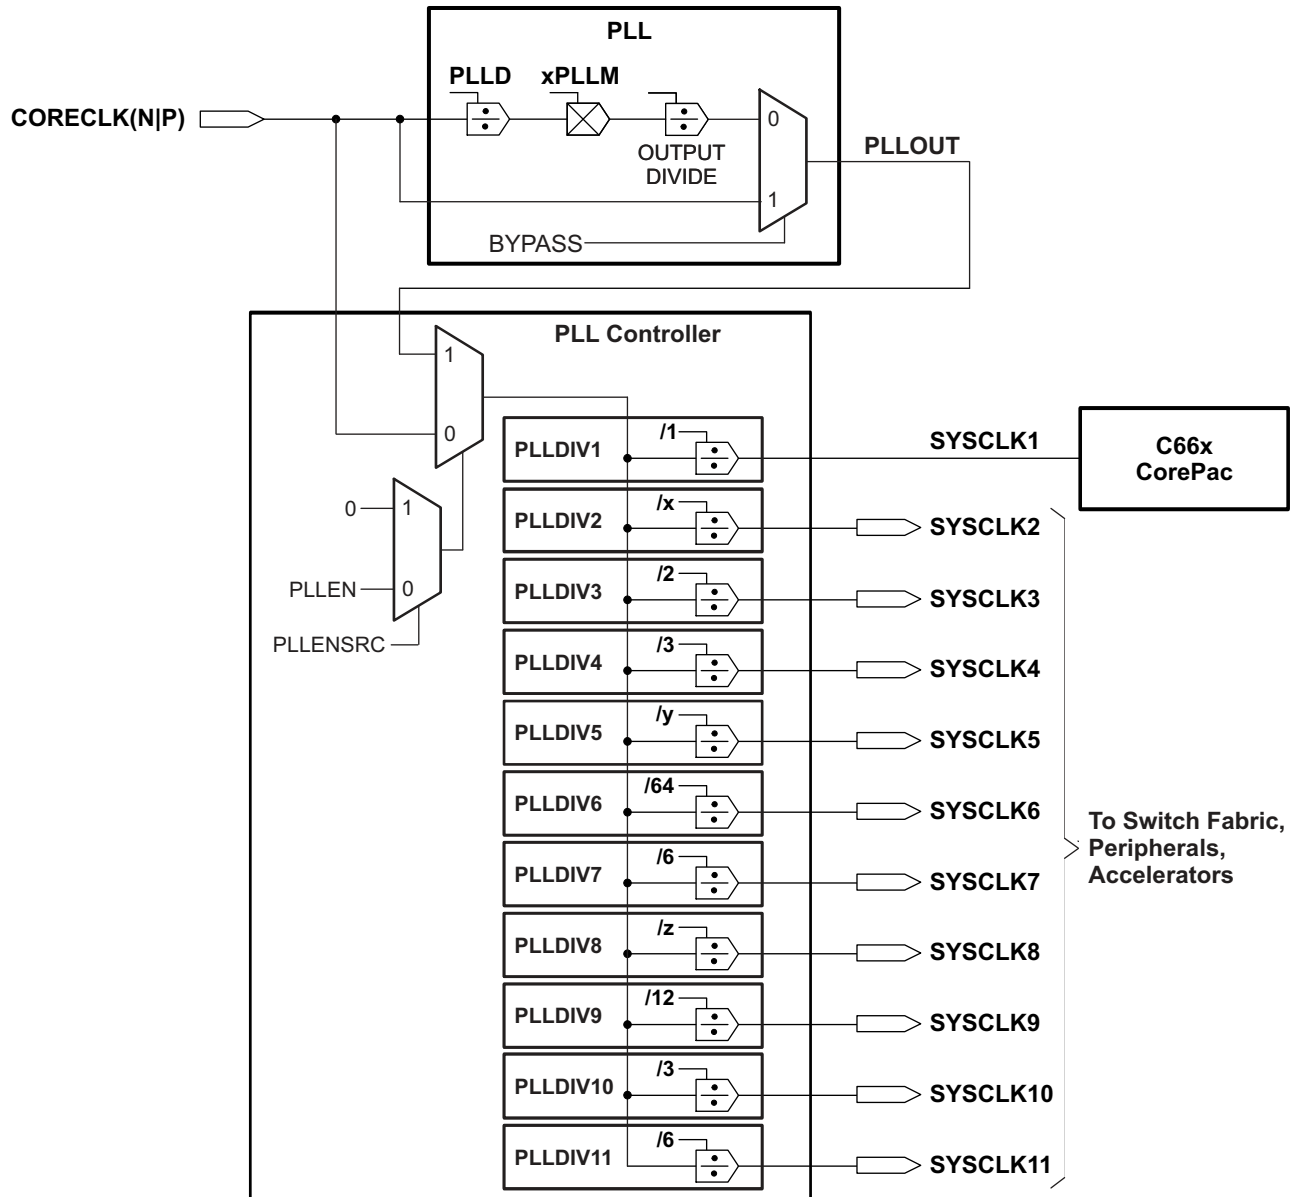 PLL
PLLD xPLLM
CORECLK(N|P)
0
OUTPUT
DIVIDE
PLLOUT
1
BYPASS
PLL Controller
1
0
PLLDIV1 /1
SYSCLK1
C66x
CorePac
0 1
PLLEN 0
PLLENSRC
PLLDIV2 /x SYSCLK2
PLLDIV3 /2 SYSCLK3
PLLDIV4 /3 SYSCLK4
PLLDIV5 /y SYSCLK5
PLLDIV6 /64 SYSCLK6
To Switch Fabric,
Peripherals,
Accelerators
PLLDIV7 /6 SYSCLK7
PLLDIV8 /z SYSCLK8
PLLDIV9 /12 SYSCLK9
PLLDIV10 /3 SYSCLK10
PLLDIV11 /6 SYSCLK11